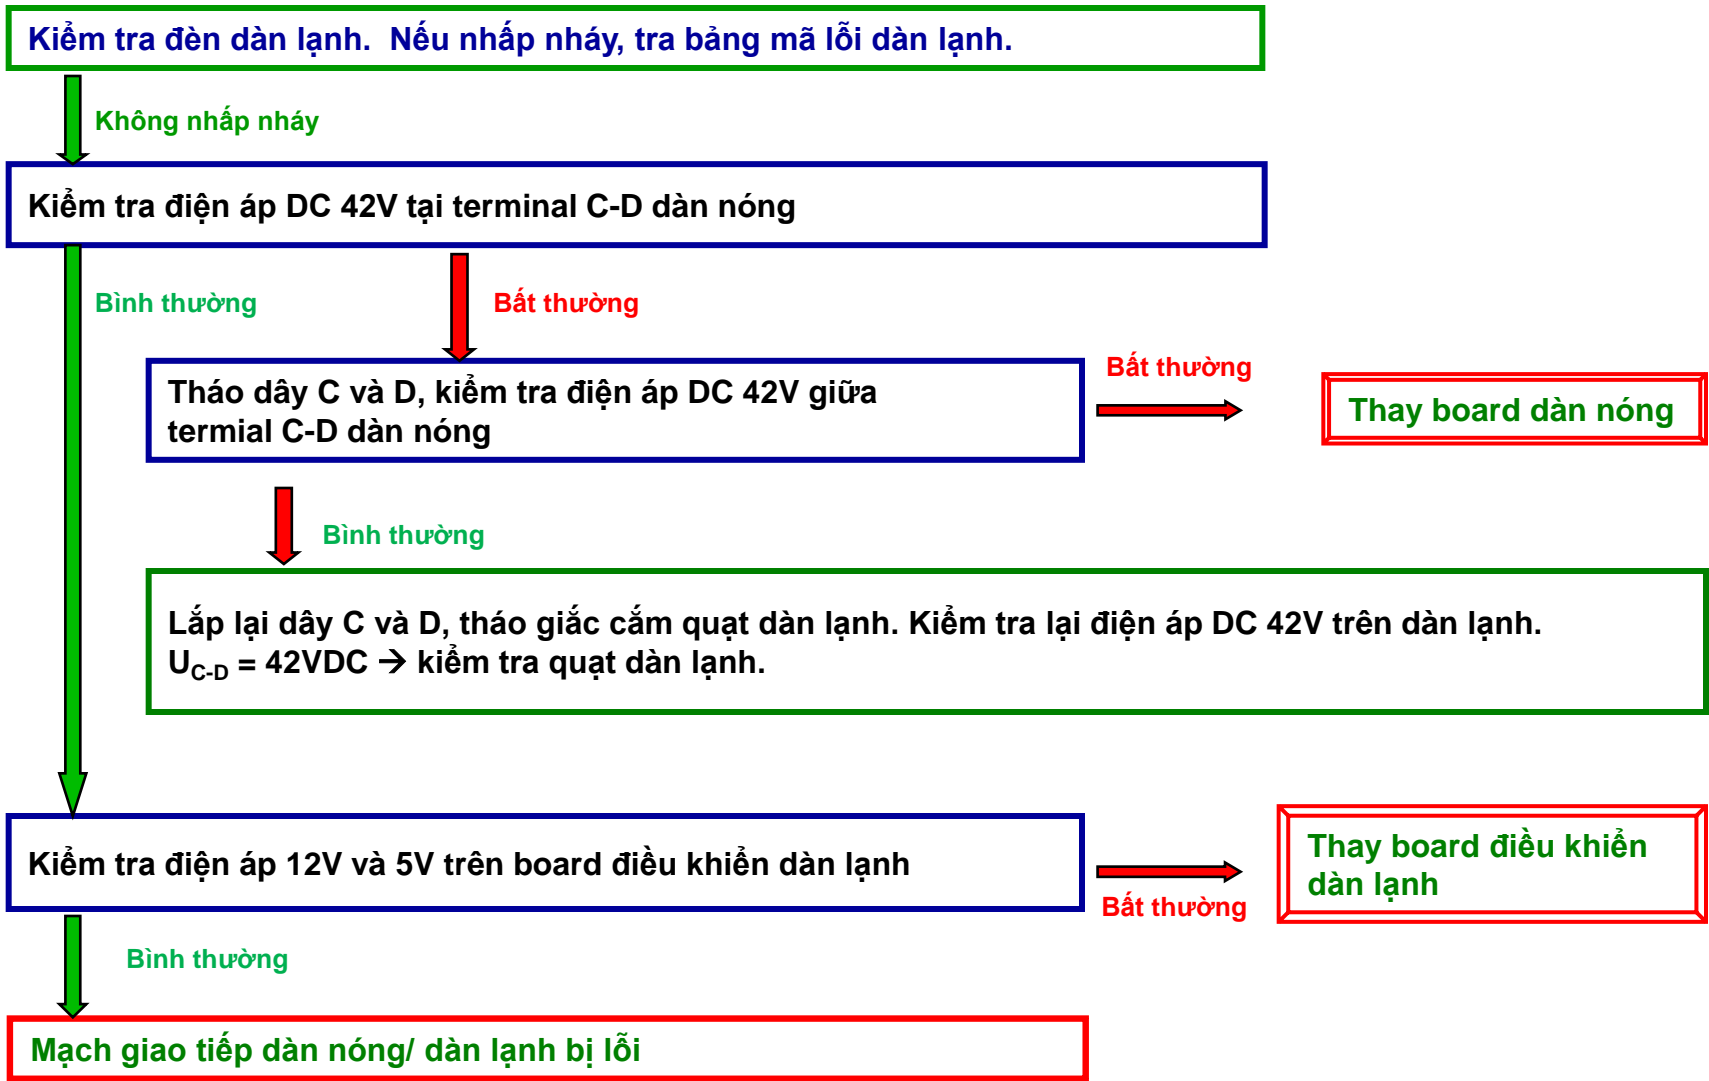 Kiểm tra đèn dàn lạnh. Nếu nhấp nháy, tra bảng mã lỗi dàn lạnh.
Không nhấp nháy
Kiểm tra điện áp DC 42V tại terminal C-D dàn nóng
Bình thường
Bất thường
Tháo dây C và D, kiểm tra điện áp DC 42V giữa
termial C-D dàn nóng
Bất thường
Thay board dàn nóng
Bình thường
Lắp lại dây C và D, tháo giắc cắm quạt dàn lạnh. Kiểm tra lại điện áp DC 42V trên dàn lạnh.
U_C-D = 42VDC → kiểm tra quạt dàn lạnh.
Kiểm tra điện áp 12V và 5V trên board điều khiển dàn lạnh
Bất thường
Thay board điều khiển
dàn lạnh
Bình thường
Mạch giao tiếp dàn nóng/ dàn lạnh bị lỗi